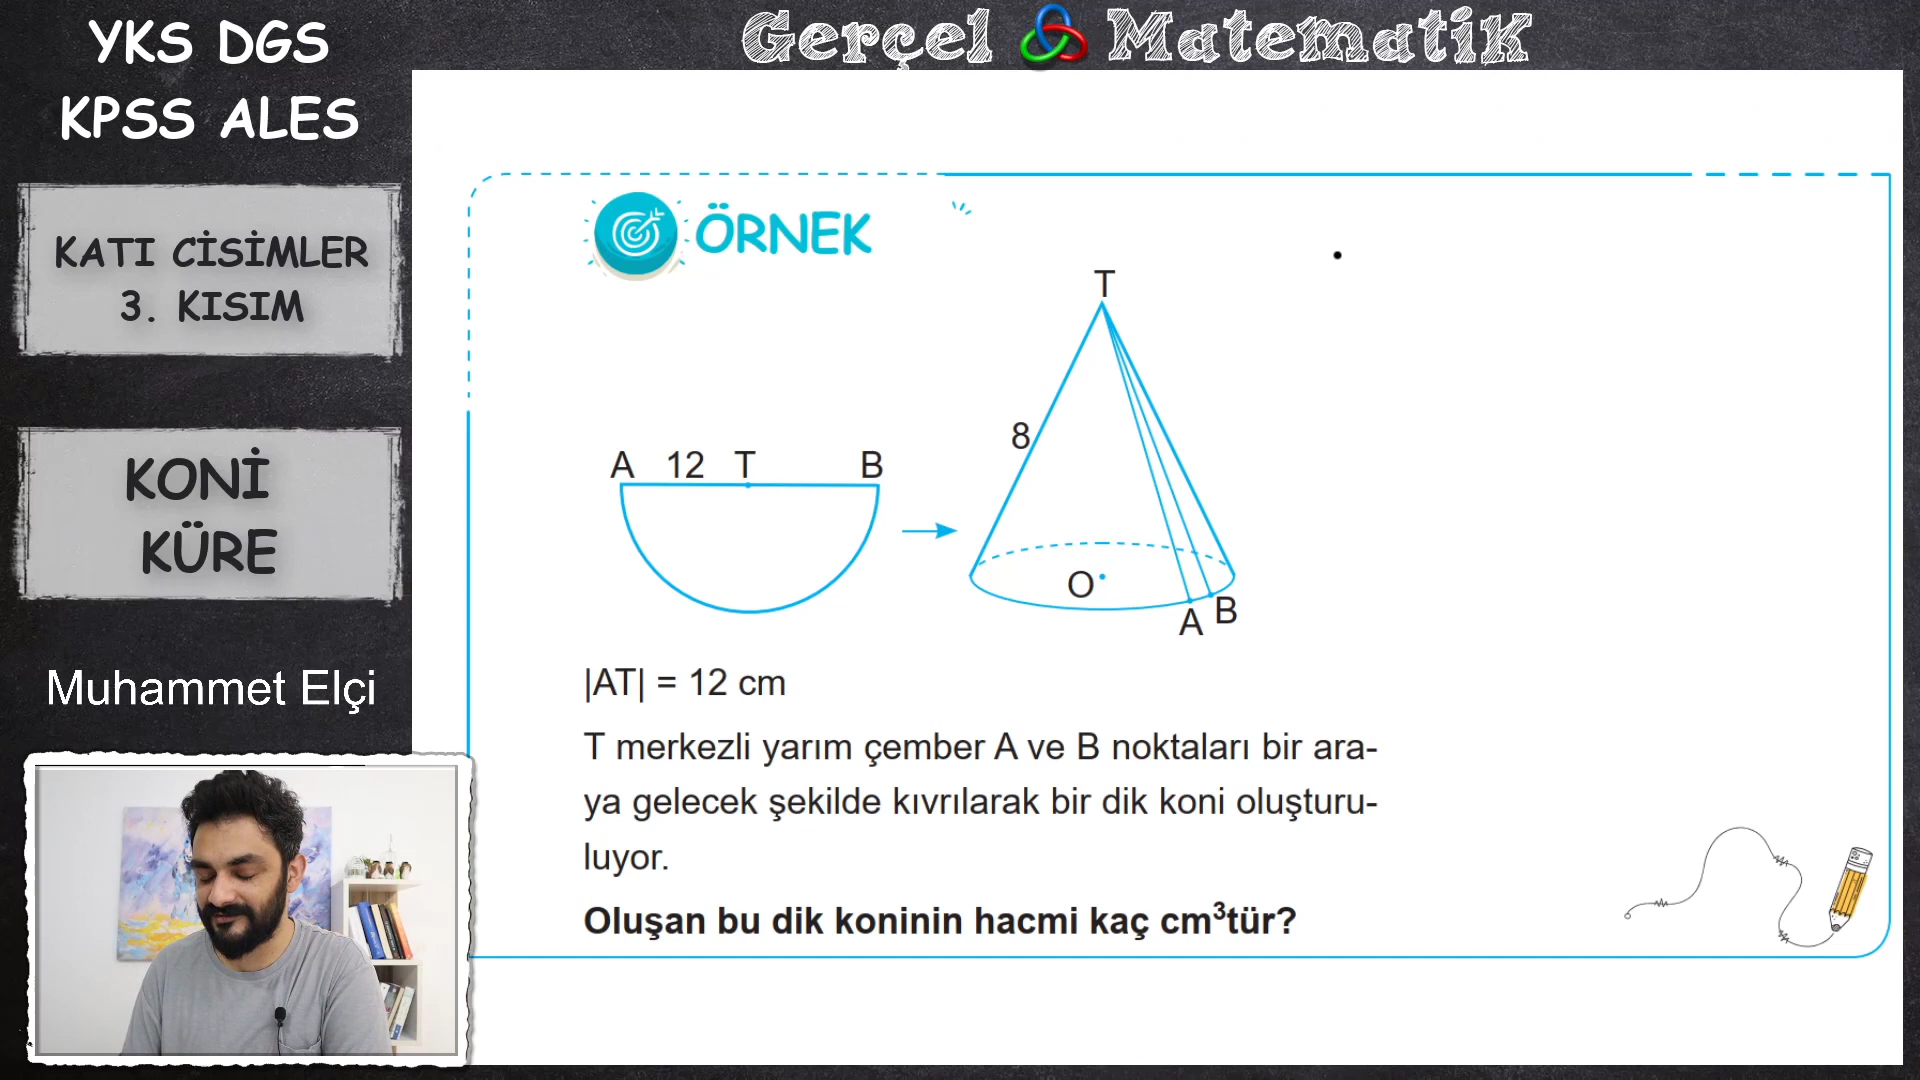 YKS DGS
KPSS ALES
Gerçel Matematik
KATI CİSİMLER
3. KISIM
KONİ
KÜRE
Muhammet Elçi
ÖRNEK
T
8
A 12 T B
O
A B
|AT| = 12 cm
T merkezli yarım çember A ve B noktaları bir ara-
ya gelecek şekilde kıvrılarak bir dik koni oluşturu-
luyor.
Oluşan bu dik koninin hacmi kaç cm³tür?